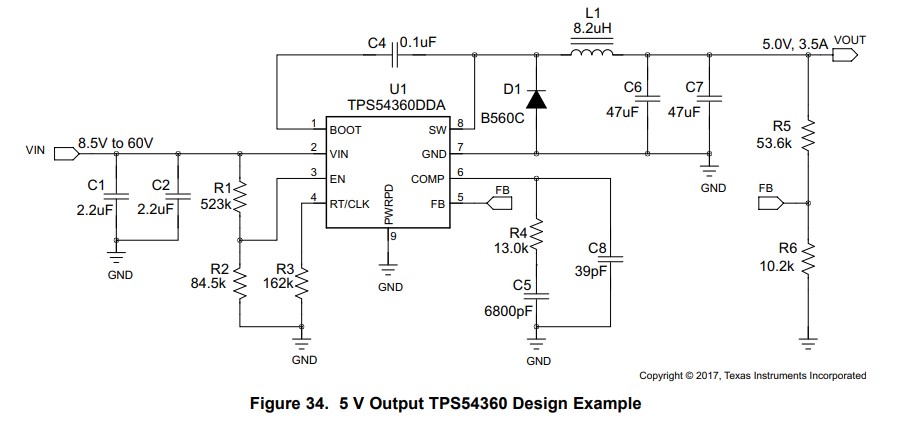 L1
8.2uH
C4 0.1uF
5.0V, 3.5A VOUT
U1
TPS54360DDA
D1
B560C
C6
47uF
C7
47uF
R5
53.6k
1 BOOT
SW 8
VIN 8.5V to 60V
2 VIN
GND 7
GND
3 EN
COMP 6
4 RT/CLK
FB 5
FB
FB
PWRPD
9
GND
C1
2.2uF
C2
2.2uF
R1
523k
GND
R2
84.5k
R3
162k
GND
R4
13.0k
C8
39pF
C5
6800pF
GND
R6
10.2k
Copyright © 2017, Texas Instruments Incorporated
Figure 34. 5 V Output TPS54360 Design Example